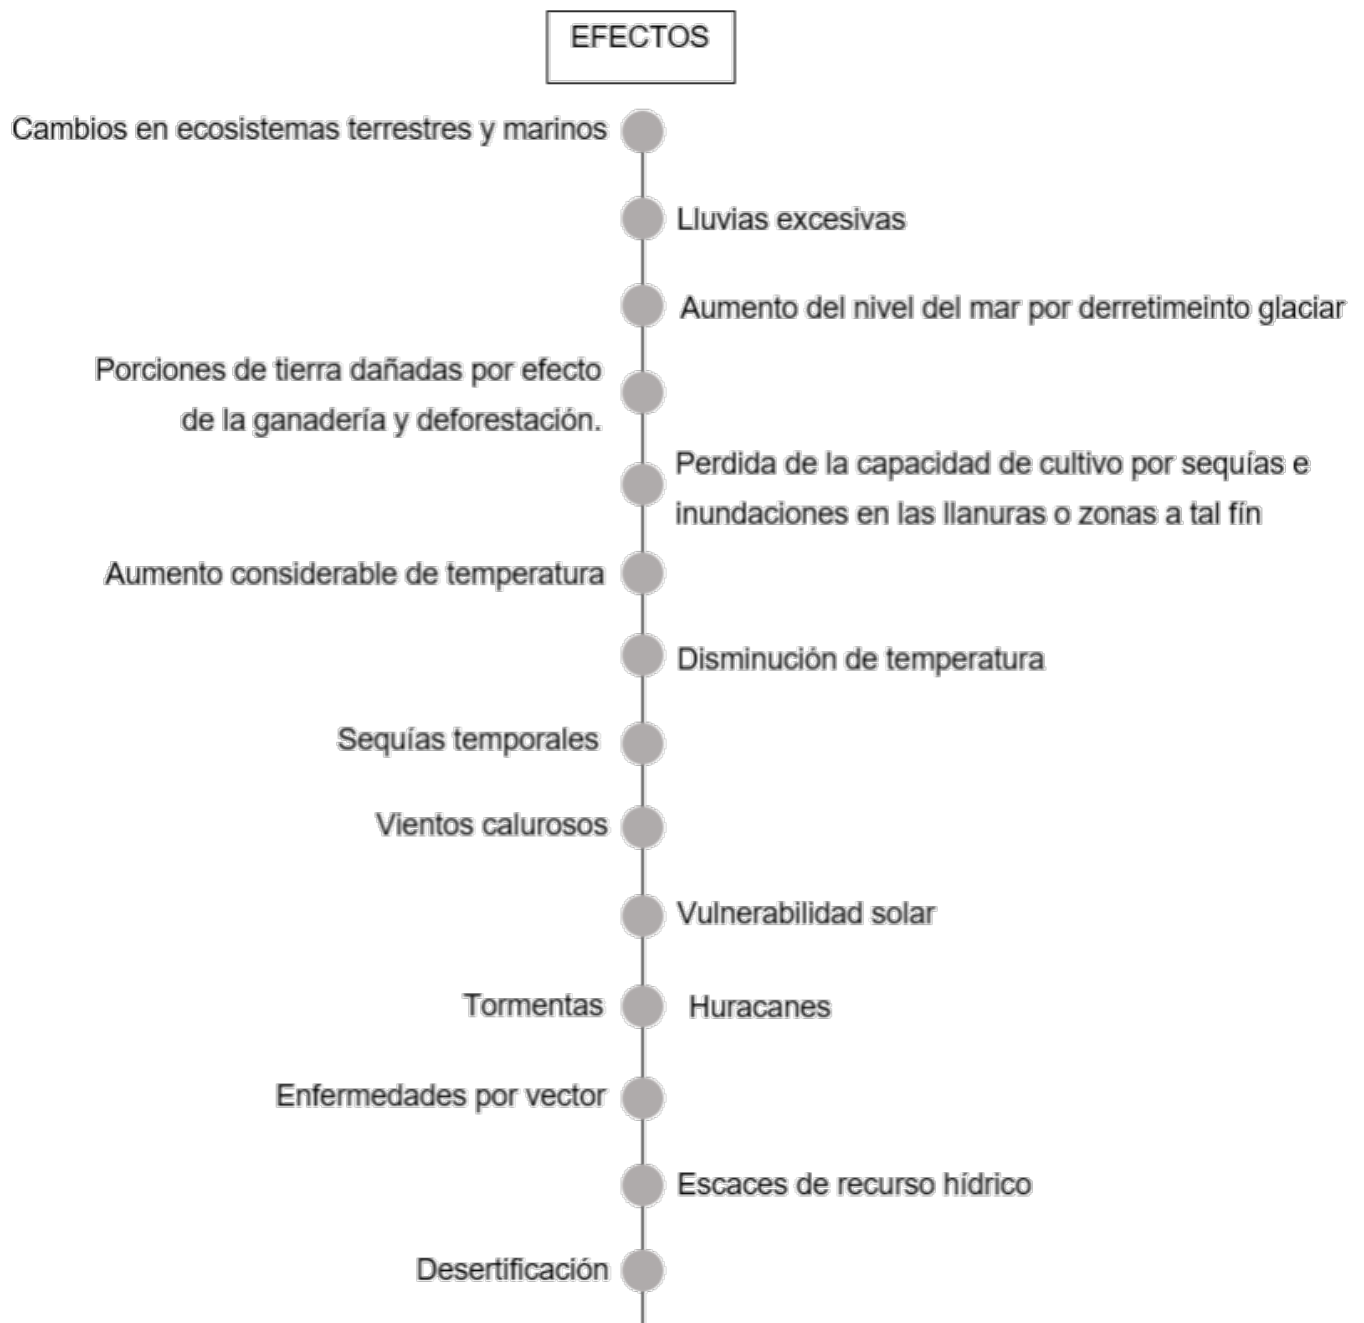 EFECTOS
Cambios en ecosistemas terrestres y marinos
Lluvias excesivas
Aumento del nivel del mar por derretimeinto glaciar
Porciones de tierra dañadas por efecto
de la ganadería y deforestación.
Perdida de la capacidad de cultivo por sequías e
inundaciones en las llanuras o zonas a tal fín
Aumento considerable de temperatura
Disminución de temperatura
Sequías temporales
Vientos calurosos
Vulnerabilidad solar
Tormentas
Huracanes
Enfermedades por vector
Escaces de recurso hídrico
Desertificación